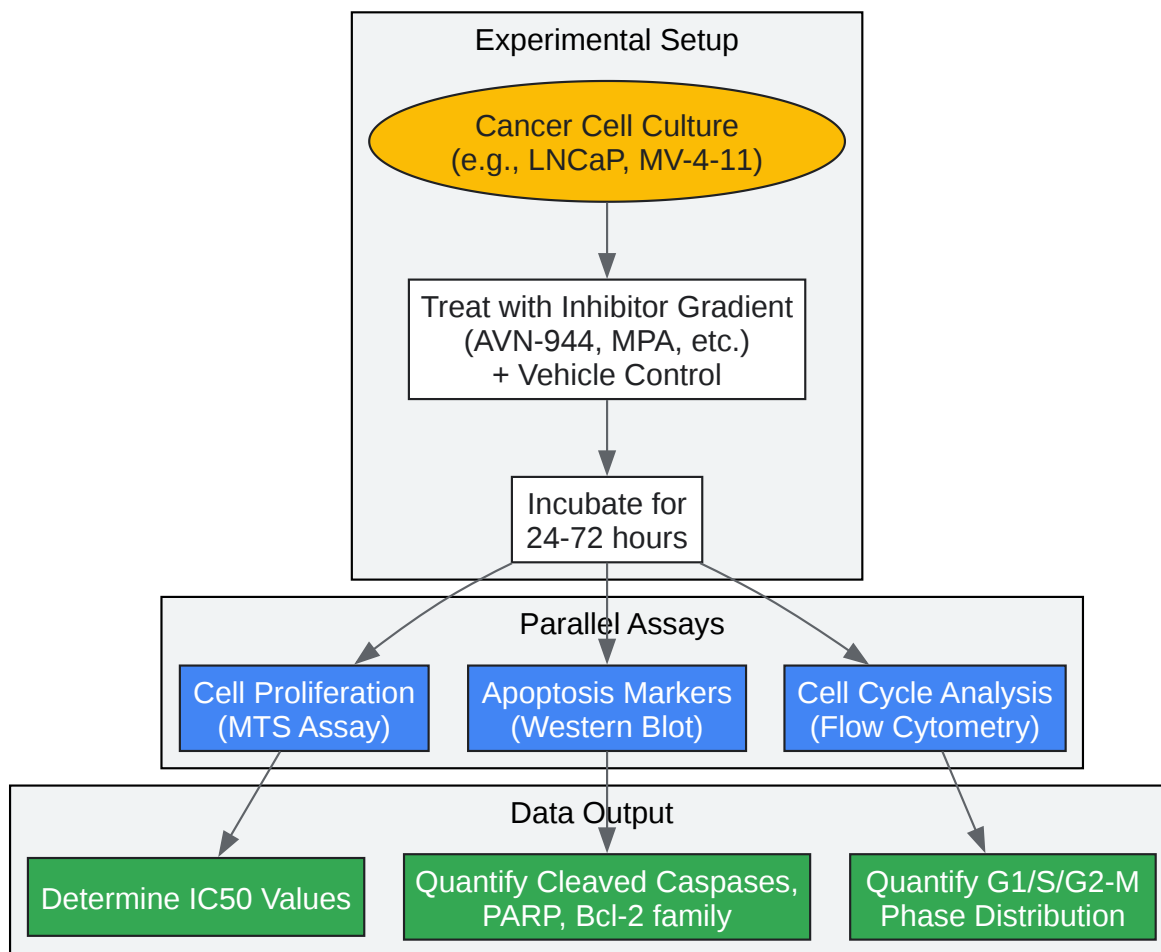 Experimental Setup
Cancer Cell Culture
(e.g., LNCaP, MV-4-11)
Treat with Inhibitor Gradient
(AVN-944, MPA, etc.)
+ Vehicle Control
Incubate for
24-72 hours
Parallel Assays
Cell Proliferation
(MTS Assay)
Apoptosis Markers
(Western Blot)
Cell Cycle Analysis
(Flow Cytometry)
Data Output
Determine IC50 Values
Quantify Cleaved Caspases,
PARP, Bcl-2 family
Quantify G1/S/G2-M
Phase Distribution